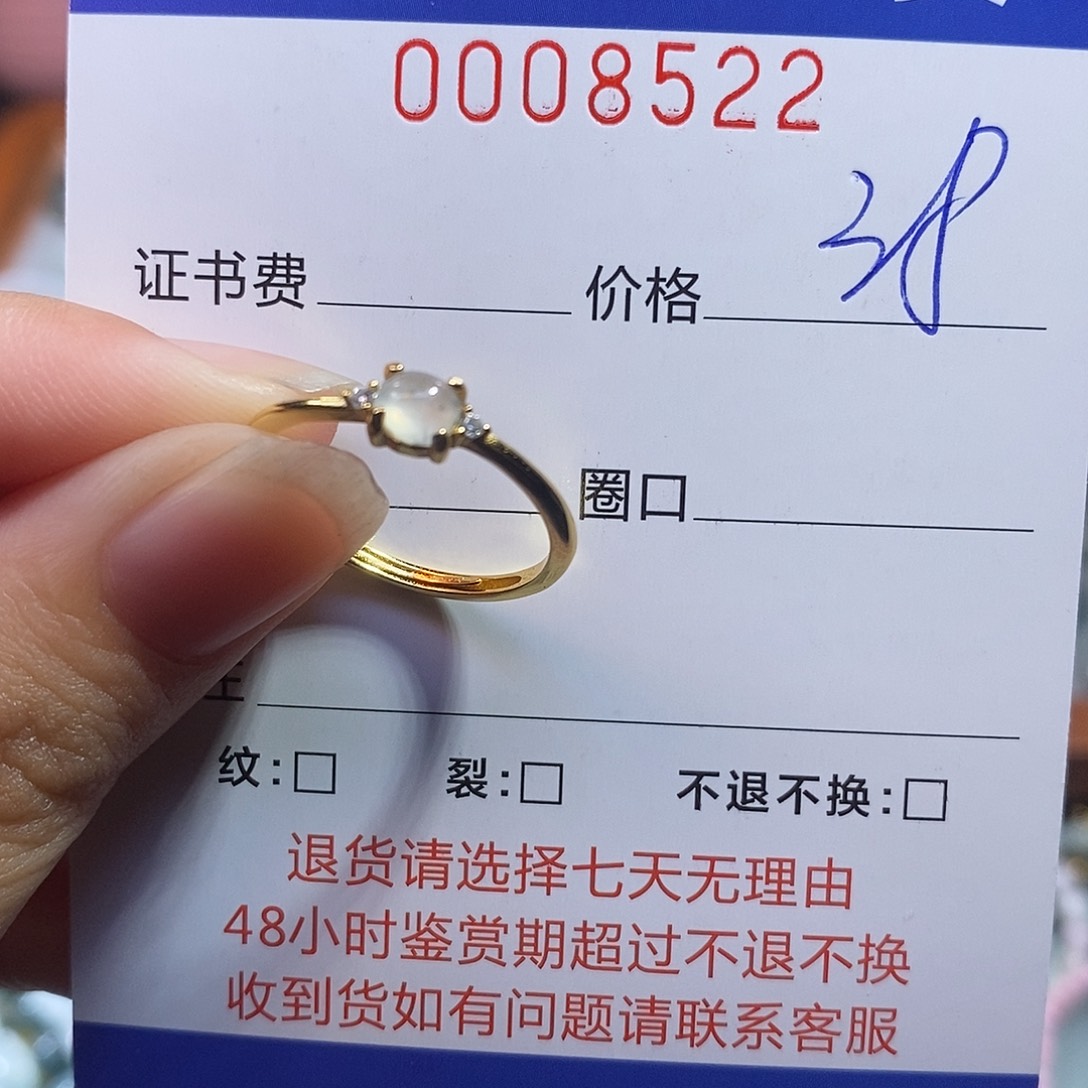 0008522
证书费 价格 38
圈口
纹:□ 裂:□ 不退不换:□
退货请选择七天无理由
48小时鉴赏期超过不退不换
收到货如有问题请联系客服